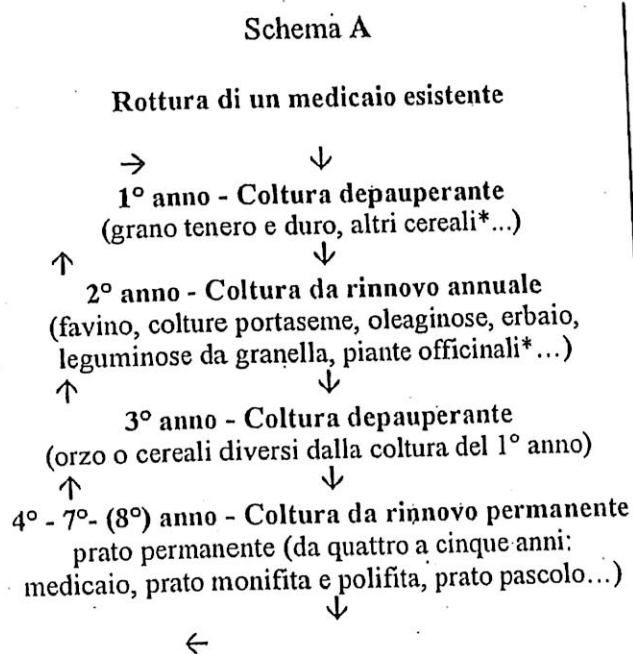 Schema A
Rottura di un medicaio esistente
→ ↓
1° anno - Coltura depauperante
(grano tenero e duro, altri cereali*...)
↑ ↓
2° anno - Coltura da rinnovo annuale
(favino, colture portaseme, oleaginose, erbaio,
leguminose da granella, piante officinali*...)
↑ ↓
3° anno - Coltura depauperante
(orzo o cereali diversi dalla coltura del 1° anno)
↑ ↓
4° - 7°- (8°) anno - Coltura da rinnovo permanente
prato permanente (da quattro a cinque anni:
medicaio, prato monifita e polifita, prato pascolo...)
↓
←